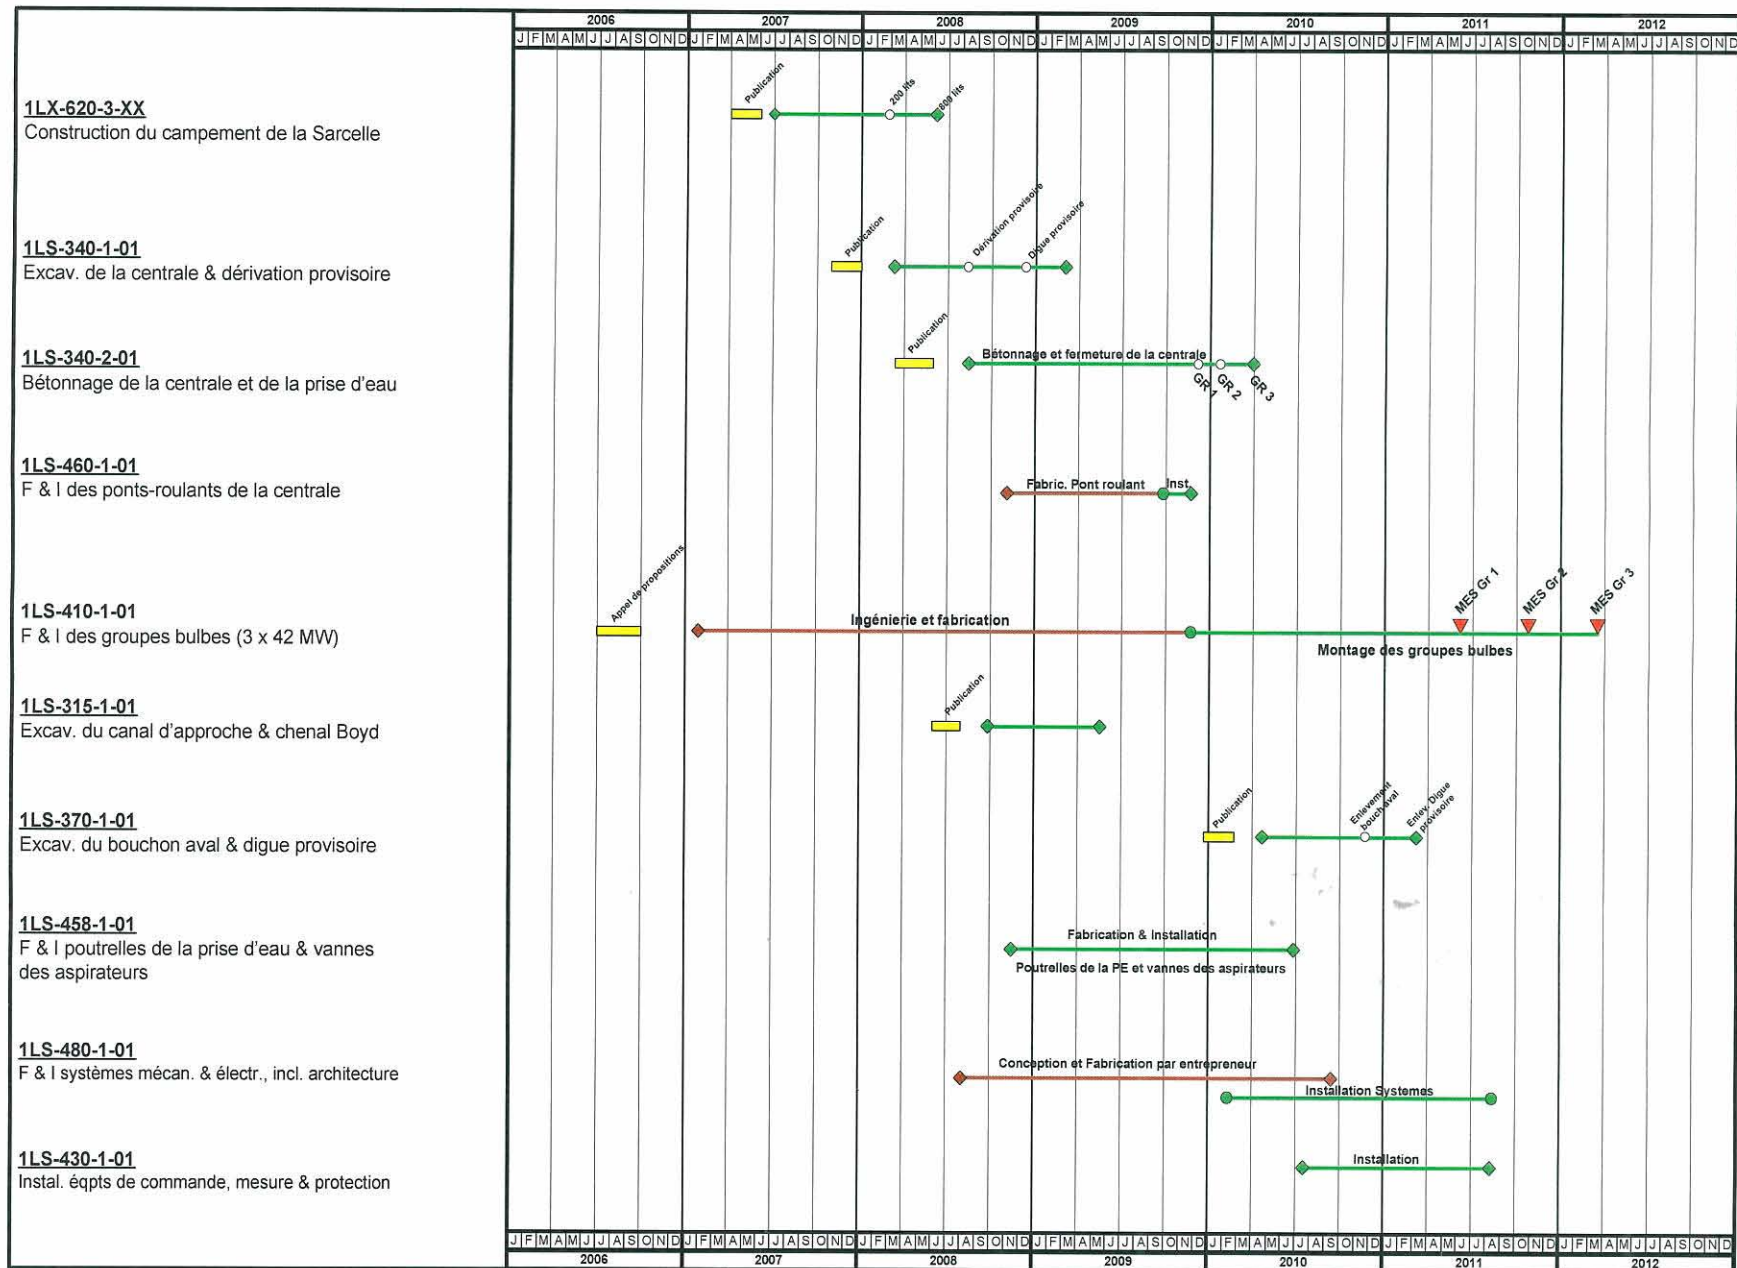 2006 2007 2008 2009 2010 2011 2012
J F M A M J J A S O N D J F M A M J J A S O N D J F M A M J J A S O N D J F M A M J J A S O N D J F M A M J J A S O N D J F M A M J J A S O N D J F M A M J J A S O N D
1LX-620-3-XX
Construction du campement de la Sarcelle
Publication
200 lits
800 lits
1LS-340-1-01
Excav. de la centrale & dérivation provisoire
Publication
Dérivation provisoire
Digue provisoire
1LS-340-2-01
Bétonnage de la centrale et de la prise d'eau
Publication
Bétonnage et fermeture de la centrale
GR 1
GR 2
GR 3
1LS-460-1-01
F & I des ponts-roulants de la centrale
Fabric. Pont roulant
Inst.
1LS-410-1-01
F & I des groupes bulbes (3 x 42 MW)
Appel de propositions
Ingénierie et fabrication
Montage des groupes bulbes
MES Gr 1
MES Gr 2
MES Gr 3
1LS-315-1-01
Excav. du canal d'approche & chenal Boyd
Publication
1LS-370-1-01
Excav. du bouchon aval & digue provisoire
Publication
Enlevement
bouch. aval
Enlev. Digue
provisoire
1LS-458-1-01
F & I poutrelles de la prise d'eau & vannes
des aspirateurs
Fabrication & Installation
Poutrelles de la PE et vannes des aspirateurs
1LS-480-1-01
F & I systèmes mécan. & électr., incl. architecture
Conception et Fabrication par entrepreneur
Installation Systemes
1LS-430-1-01
Instal. éqpts de commande, mesure & protection
Installation
J F M A M J J A S O N D J F M A M J J A S O N D J F M A M J J A S O N D J F M A M J J A S O N D J F M A M J J A S O N D J F M A M J J A S O N D J F M A M J J A S O N D
2006 2007 2008 2009 2010 2011 2012